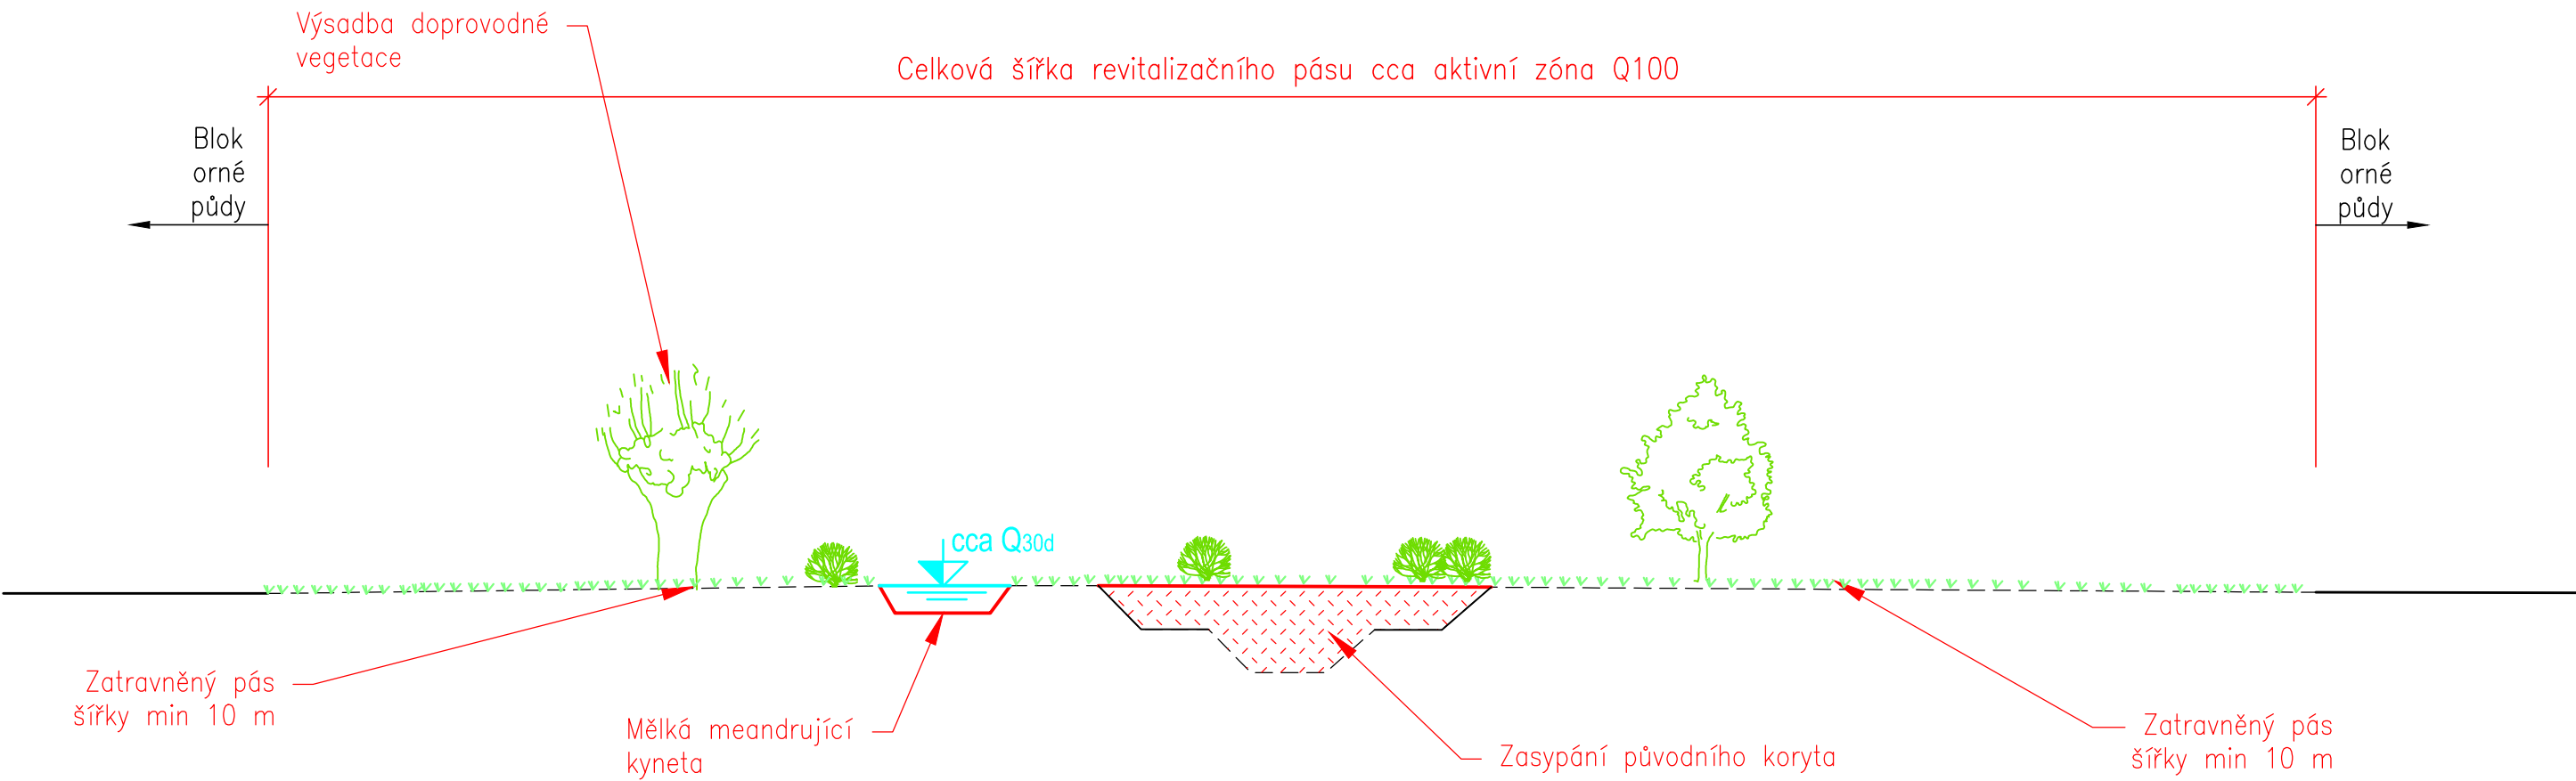 Výsadba doprovodné
vegetace
Celková šířka revitalizačního pásu cca aktivní zóna Q100
Blok
orné
půdy
Blok
orné
půdy
cca Q30d
Zatravněný pás
šířky min 10 m
Mělká meandrující
kyneta
Zasypání původního koryta
Zatravněný pás
šířky min 10 m